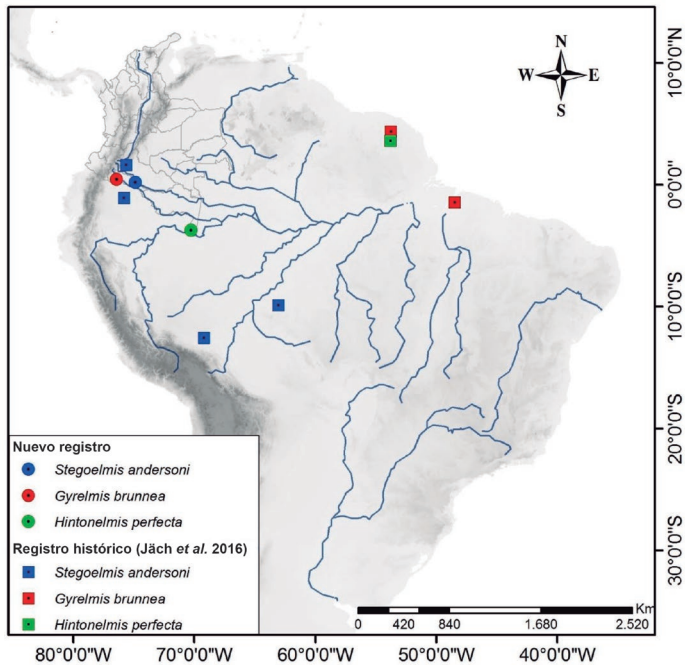 N
W E
S
10°0'0"N
0°0'0"
10°0'0"S
20°0'0"S
30°0'0"S
Nuevo registro
Stegoelmis andersoni
Gyrelmis brunnea
Hintonelmis perfecta
Registro histórico (Jäch et al. 2016)
Stegoelmis andersoni
Gyrelmis brunnea
Hintonelmis perfecta
Km
0 420 840 1.680 2.520
80°0'0"W 70°0'0"W 60°0'0"W 50°0'0"W 40°0'0"W